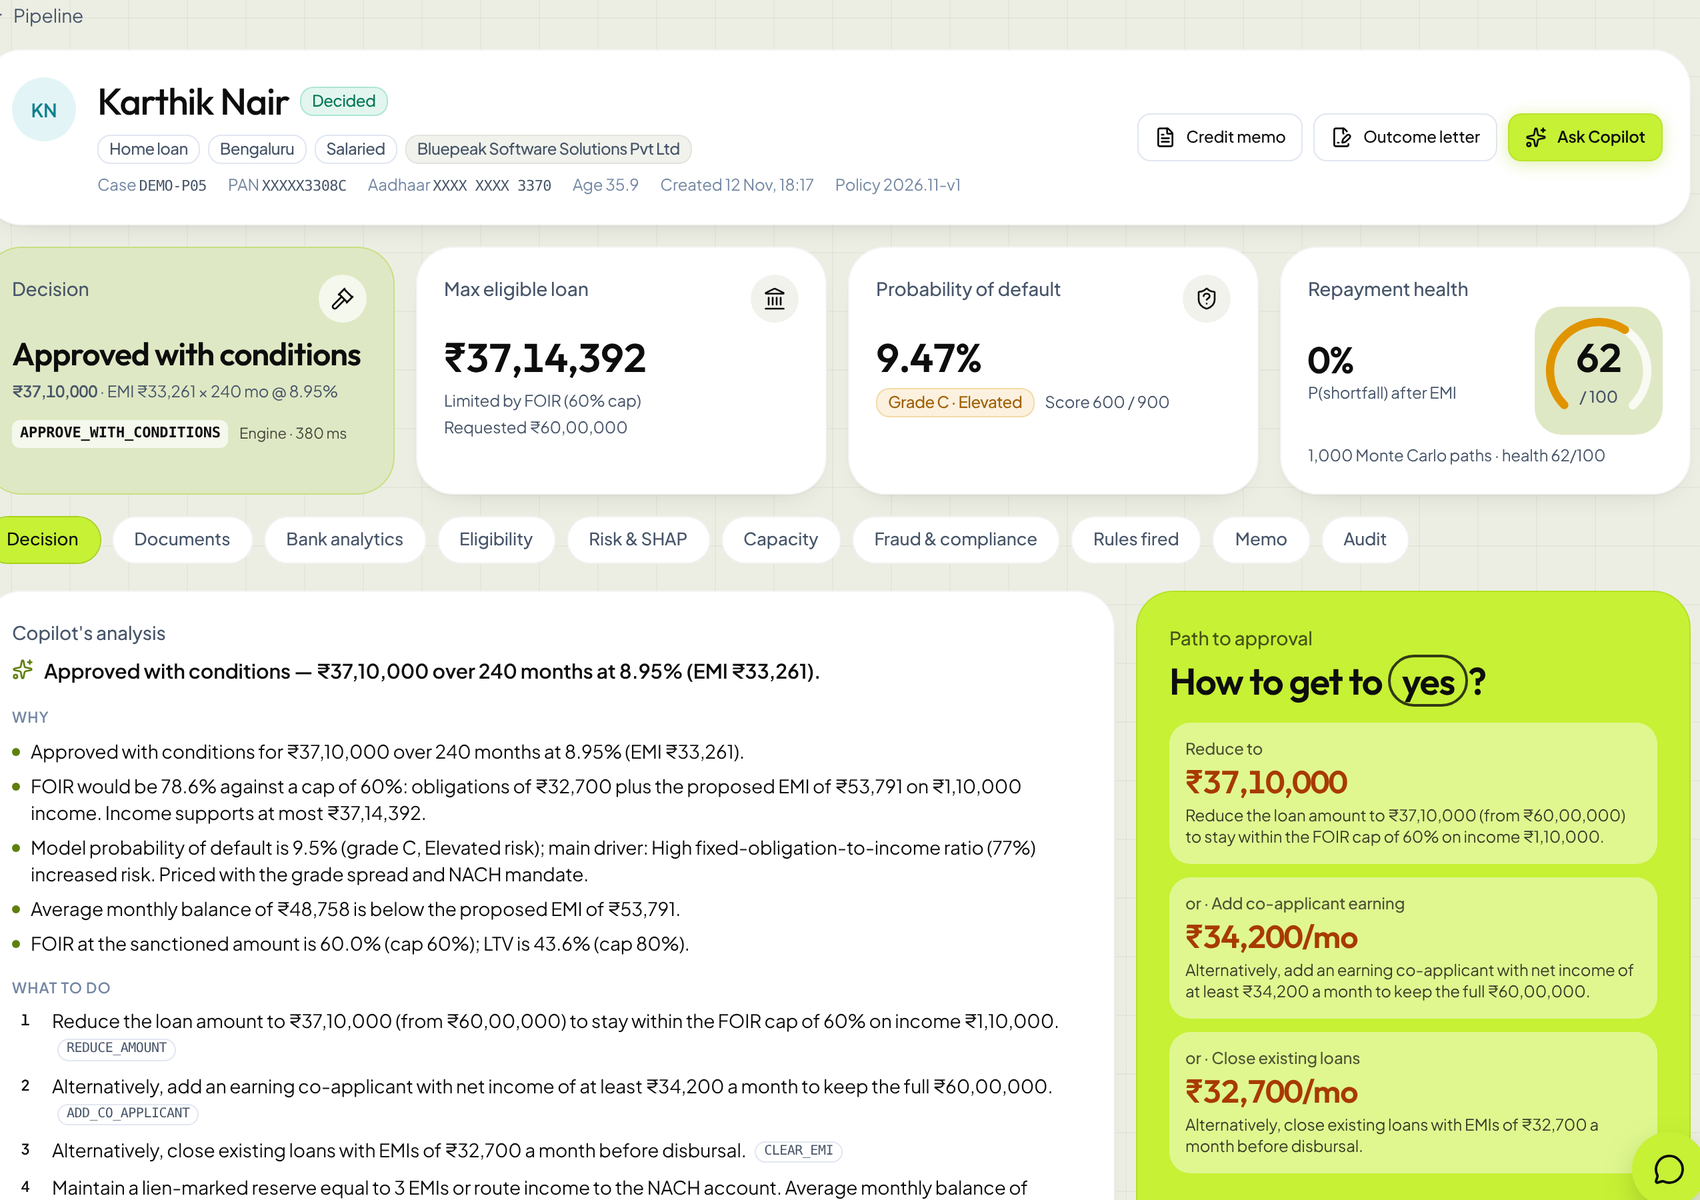 Pipeline
KN
Karthik Nair
Decided
Home loan
Bengaluru
Salaried
Bluepeak Software Solutions Pvt Ltd
Case DEMO-P05 PAN XXXXX3308C Aadhaar XXXX XXXX 3370 Age 35.9 Created 12 Nov, 18:17 Policy 2026.11-v1
Credit memo
Outcome letter
Ask Copilot
Decision
Approved with conditions
₹37,10,000 · EMI ₹33,261 × 240 mo @ 8.95%
APPROVE_WITH_CONDITIONS Engine · 380 ms
Max eligible loan
₹37,14,392
Limited by FOIR (60% cap)
Requested ₹60,00,000
Probability of default
9.47%
Grade C · Elevated Score 600 / 900
Repayment health
0%
P(shortfall) after EMI
62
/ 100
1,000 Monte Carlo paths · health 62/100
Decision
Documents
Bank analytics
Eligibility
Risk & SHAP
Capacity
Fraud & compliance
Rules fired
Memo
Audit
Copilot's analysis
Approved with conditions — ₹37,10,000 over 240 months at 8.95% (EMI ₹33,261).
WHY
Approved with conditions for ₹37,10,000 over 240 months at 8.95% (EMI ₹33,261).
FOIR would be 78.6% against a cap of 60%: obligations of ₹32,700 plus the proposed EMI of ₹53,791 on ₹1,10,000
income. Income supports at most ₹37,14,392.
Model probability of default is 9.5% (grade C, Elevated risk); main driver: High fixed-obligation-to-income ratio (77%)
increased risk. Priced with the grade spread and NACH mandate.
Average monthly balance of ₹48,758 is below the proposed EMI of ₹53,791.
FOIR at the sanctioned amount is 60.0% (cap 60%); LTV is 43.6% (cap 80%).
WHAT TO DO
1 Reduce the loan amount to ₹37,10,000 (from ₹60,00,000) to stay within the FOIR cap of 60% on income ₹1,10,000.
REDUCE_AMOUNT
2 Alternatively, add an earning co-applicant with net income of at least ₹34,200 a month to keep the full ₹60,00,000.
ADD_CO_APPLICANT
3 Alternatively, close existing loans with EMIs of ₹32,700 a month before disbursal. CLEAR_EMI
4 Maintain a lien-marked reserve equal to 3 EMIs or route income to the NACH account. Average monthly balance of
Path to approval
How to get to yes ?
Reduce to
₹37,10,000
Reduce the loan amount to ₹37,10,000 (from ₹60,00,000)
to stay within the FOIR cap of 60% on income ₹1,10,000.
or · Add co-applicant earning
₹34,200/mo
Alternatively, add an earning co-applicant with net income of
at least ₹34,200 a month to keep the full ₹60,00,000.
or · Close existing loans
₹32,700/mo
Alternatively, close existing loans with EMIs of ₹32,700 a
month before disbursal.